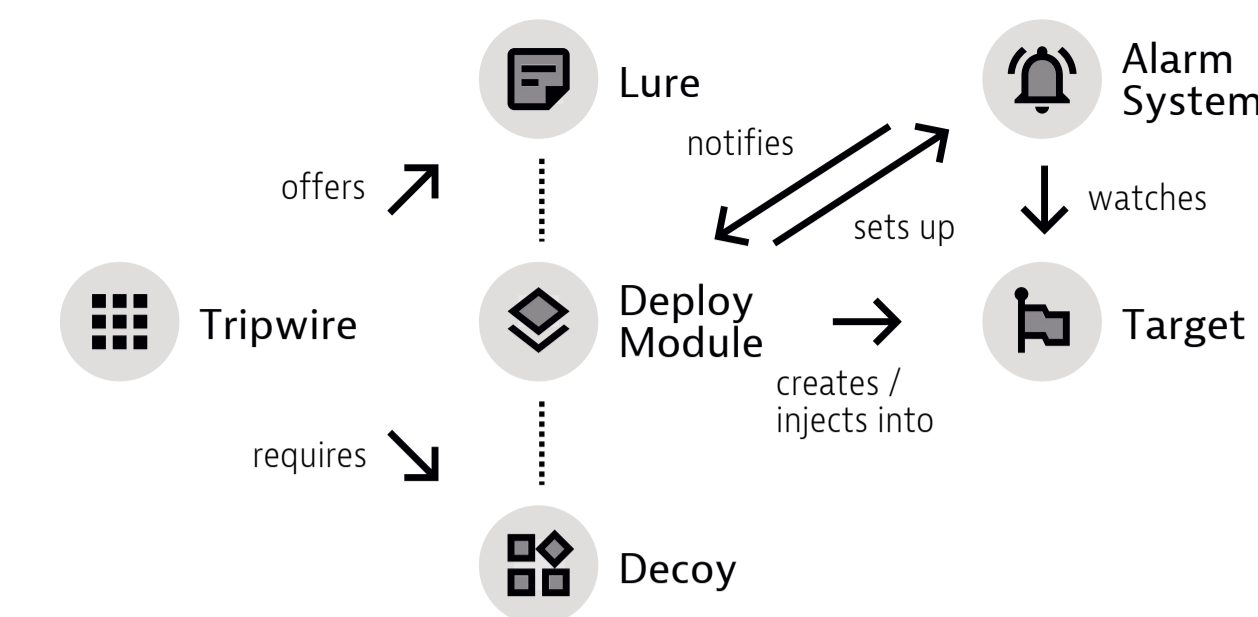 Lure
Alarm
System
notifies
offers
watches
sets up
Tripwire
Deploy
Module
Target
creates /
injects into
requires
Decoy